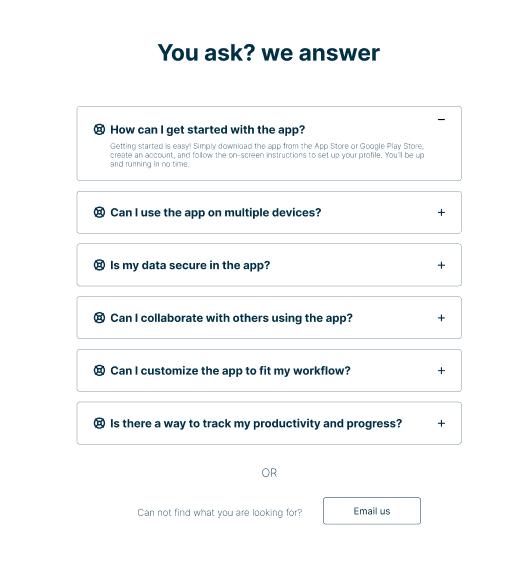 You ask? we answer
How can I get started with the app?
Getting started is easy! Simply download the app from the App Store or Google Play Store,
create an account, and follow the on-screen instructions to set up your profile. You'll be up
and running in no time.
Can I use the app on multiple devices?
Is my data secure in the app?
Can I collaborate with others using the app?
Can I customize the app to fit my workflow?
Is there a way to track my productivity and progress?
OR
Can not find what you are looking for?
Email us